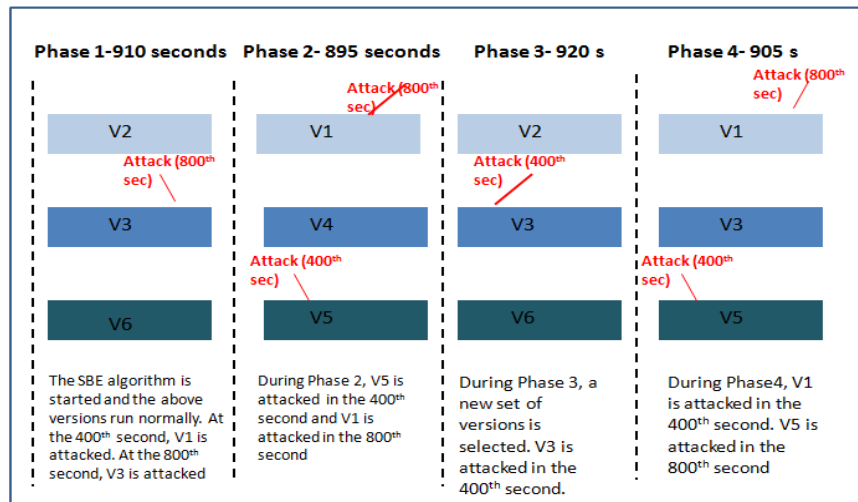 Phase 1-910 seconds
Phase 2- 895 seconds
Phase 3- 920 s
Phase 4- 905 s
V2
Attack (800th
sec)
V3
V6
The SBE algorithm is
started and the above
versions run normally. At
the 400th second, V1 is
attacked. At the 800th
second, V3 is attacked
Attack (800th
sec)
V1
V4
Attack (400th
sec)
V5
During Phase 2, V5 is
attacked in the 400th
second and V1 is
attacked in the 800th
second
V2
Attack (400th
sec)
V3
V6
During Phase 3, a
new set of
versions is
selected. V3 is
attacked in the
400th second.
Attack (800th
sec)
V1
V3
Attack (400th
sec)
V5
During Phase4, V1
is attacked in the
400th second. V5 is
attacked in the
800th second